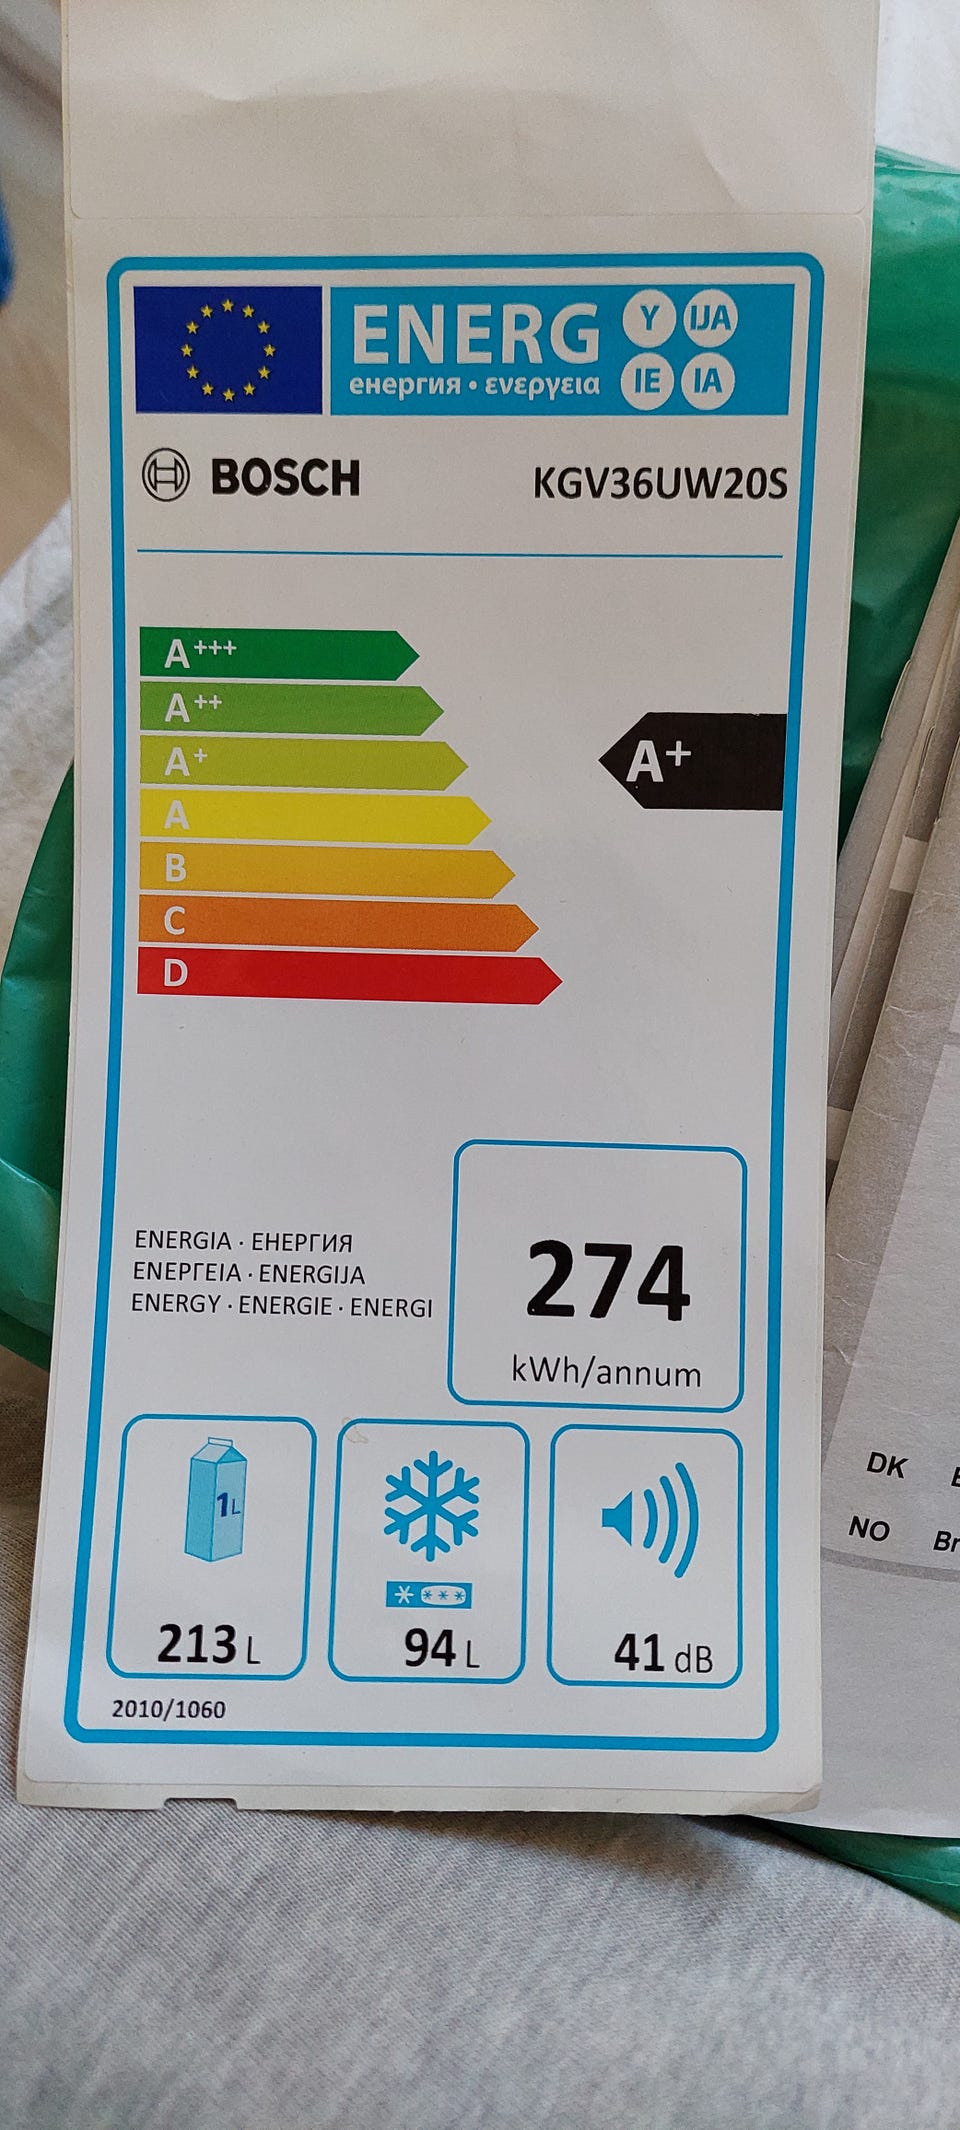 ENERG Y IJA
енергия • ενεργεια IE IA
BOSCH KGV36UW20S
A+++
A++
A+
A+
A
B
C
D
ENERGIA · ЕНЕРГИЯ
ΕΝΕΡΓΕΙΑ · ENERGIJA
ENERGY · ENERGIE · ENERGI
274
kWh/annum
1L
213 L
94 L
41 dB
2010/1060
DK
NO